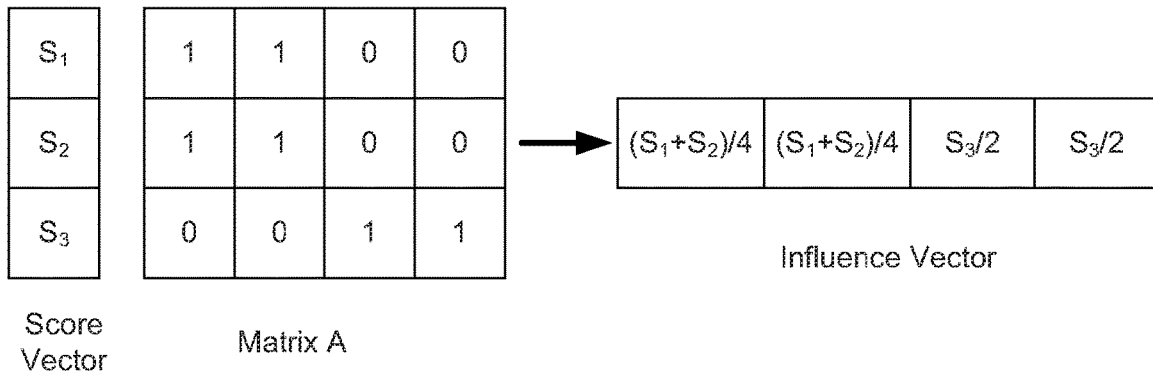 S₁ 1 1 0 0
S₂ 1 1 0 0
(S₁+S₂)/4 (S₁+S₂)/4 S₃/2 S₃/2
S₃ 0 0 1 1
Influence Vector
Score
Vector
Matrix A